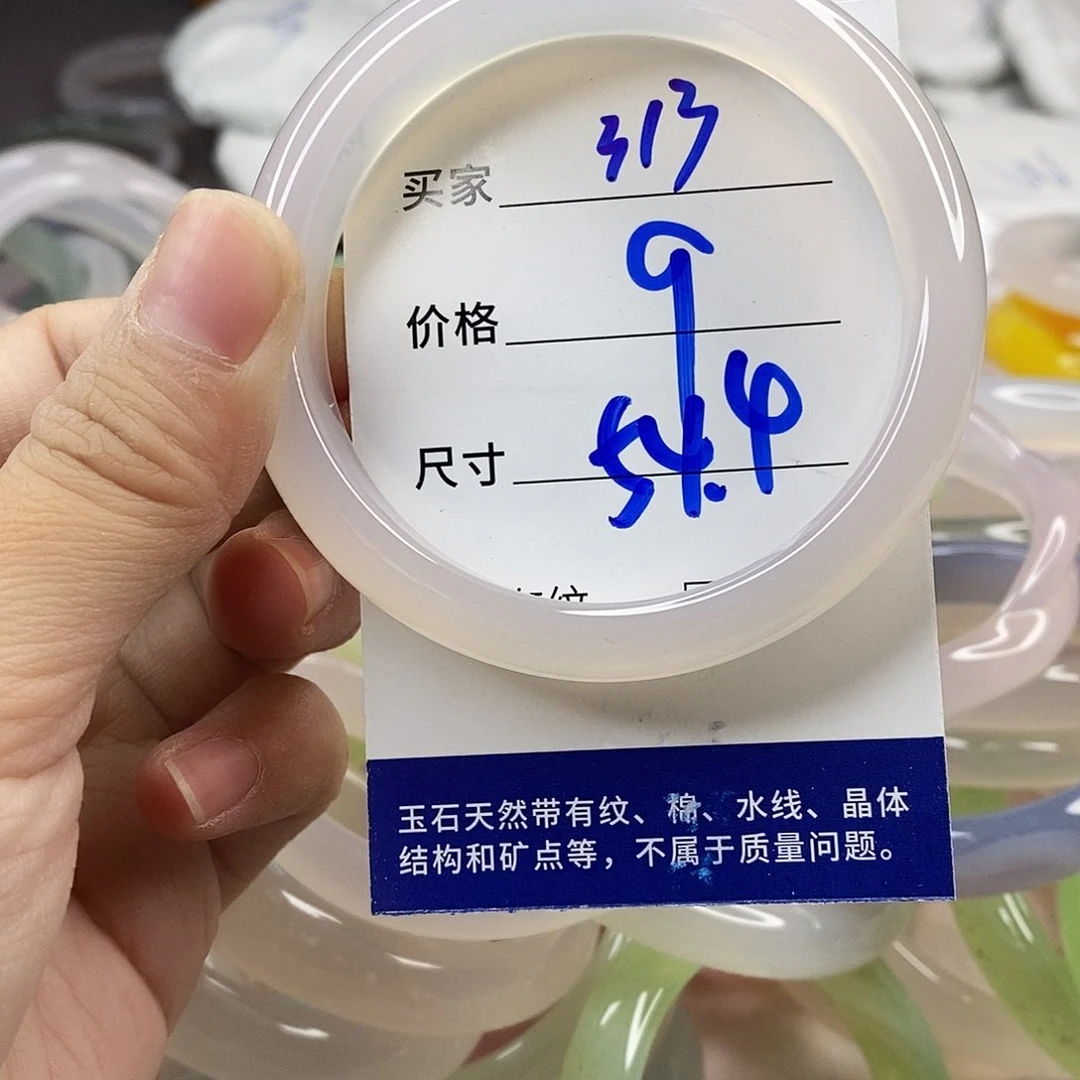 买家 313
价格 9
尺寸 54.4
玉石天然带有纹、棉、水线、晶体
结构和矿点等，不属于质量问题。